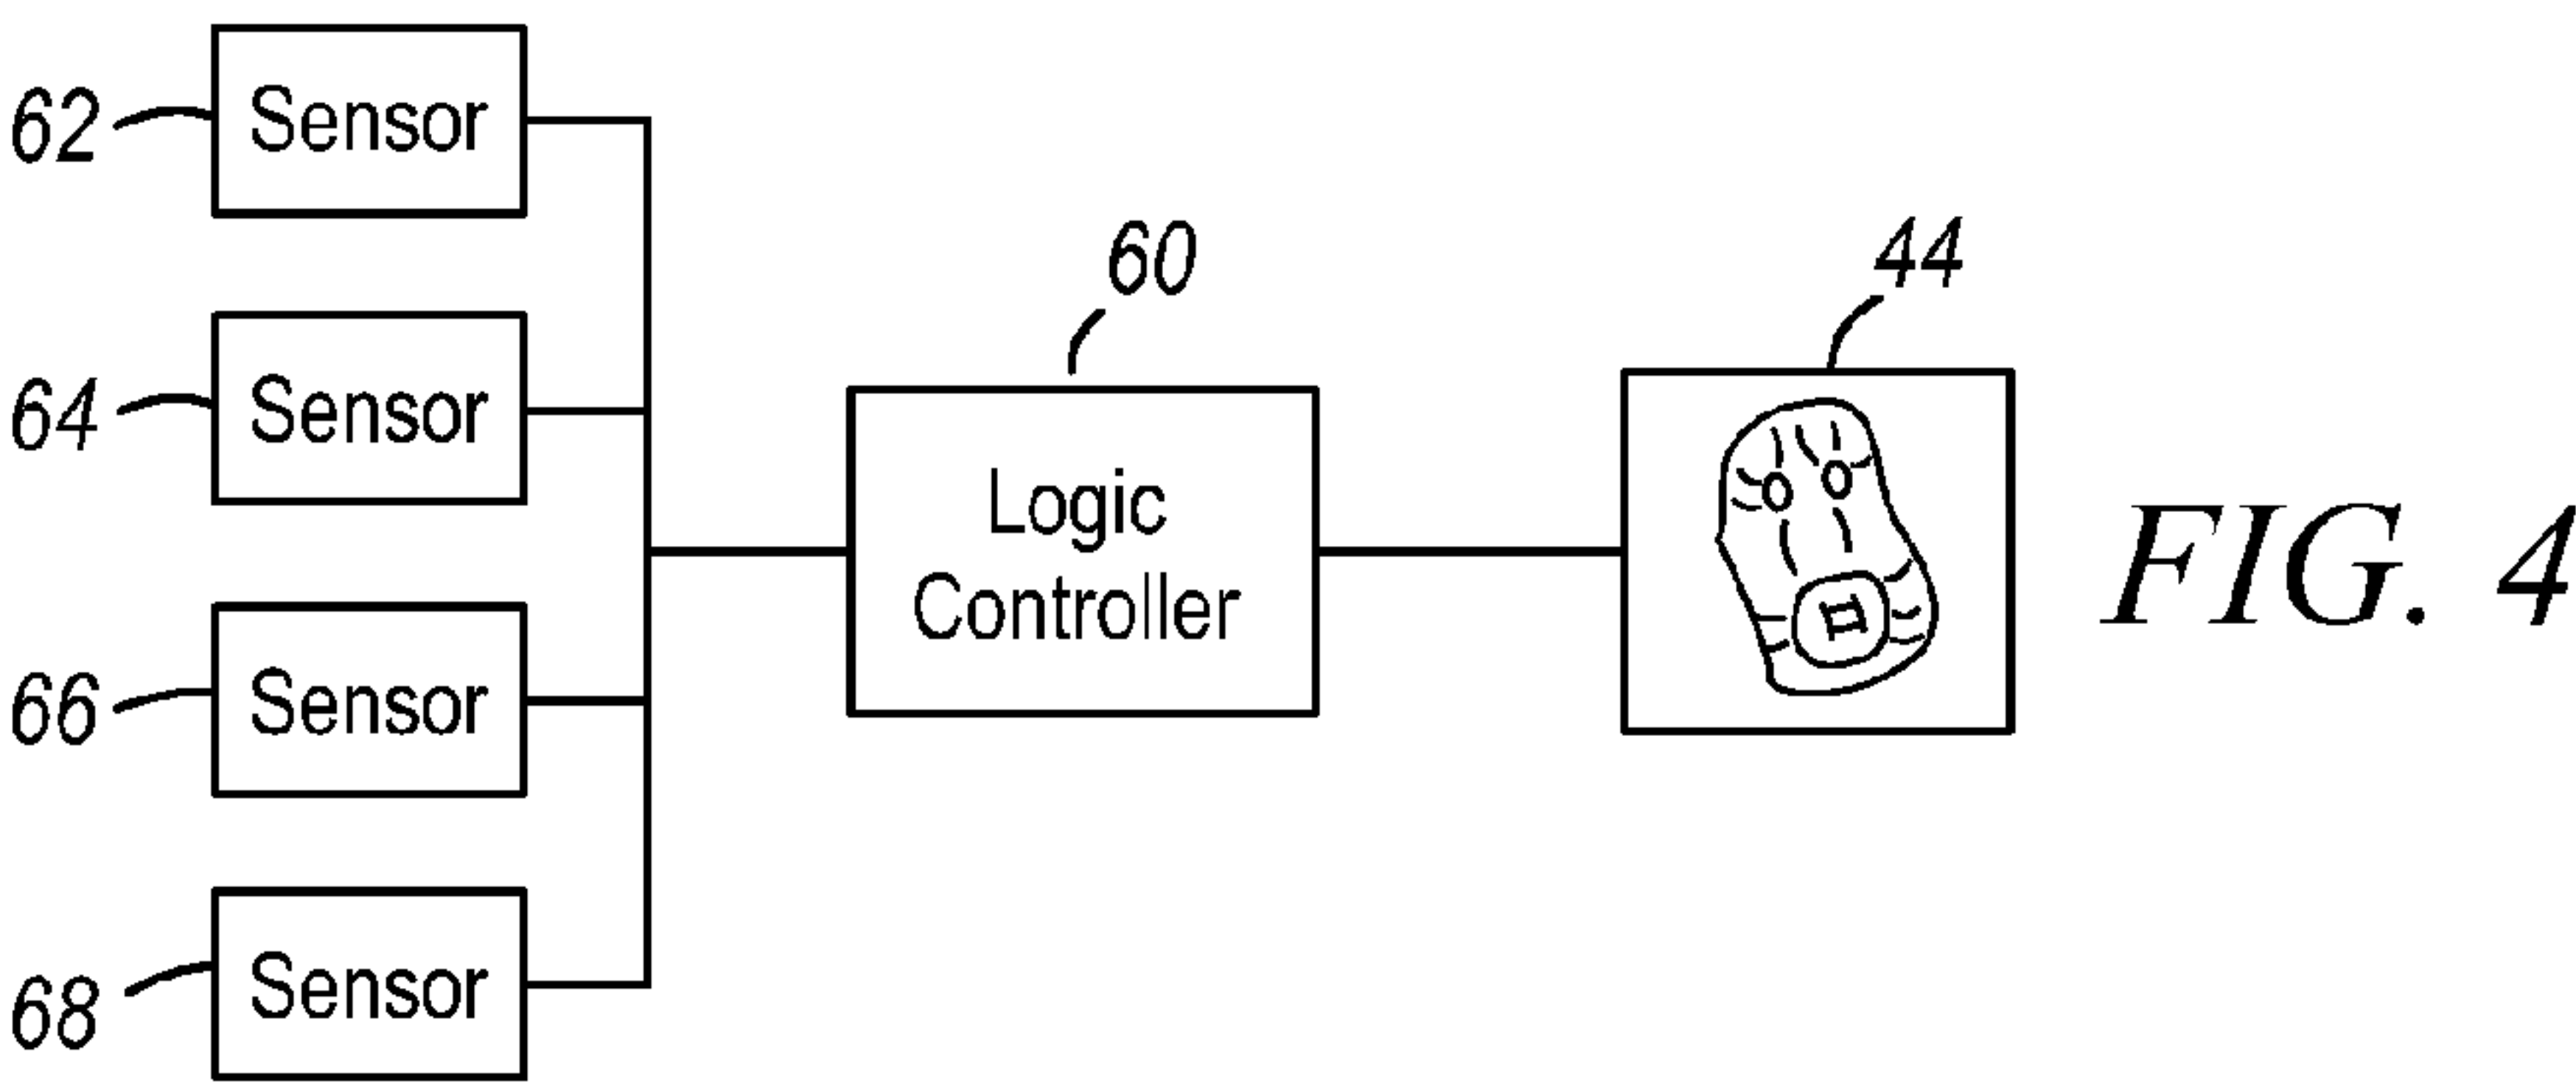 62 Sensor
64 Sensor
66 Sensor
68 Sensor
60
Logic
Controller
44
FIG. 4